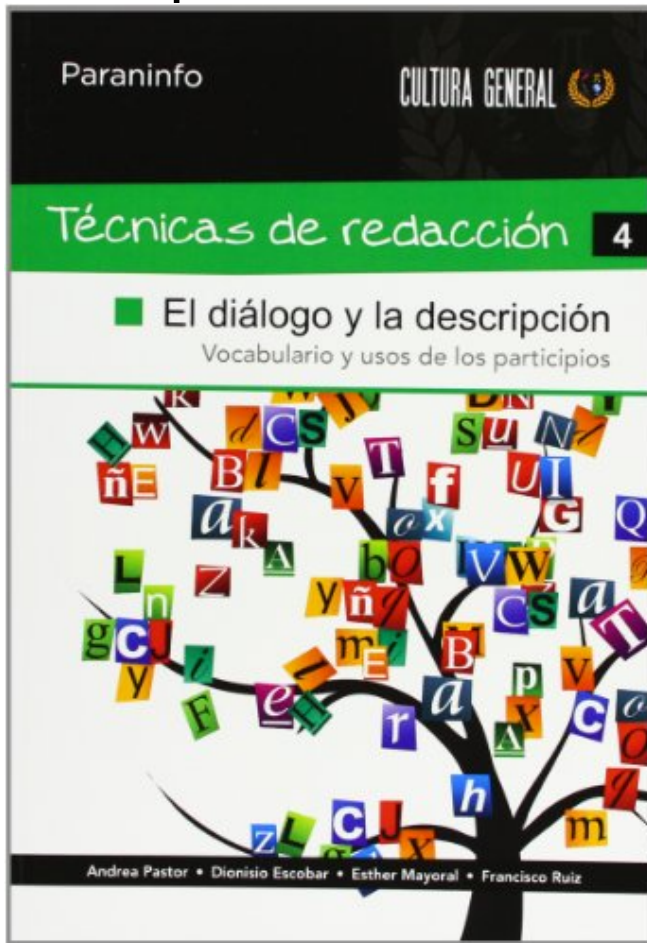 Paraninfo
CULTURA GENERAL
Técnicas de redacción 4
El diálogo y la descripción
Vocabulario y usos de los participios
Andrea Pastor • Dionisio Escobar • Esther Mayoral • Francisco Ruiz